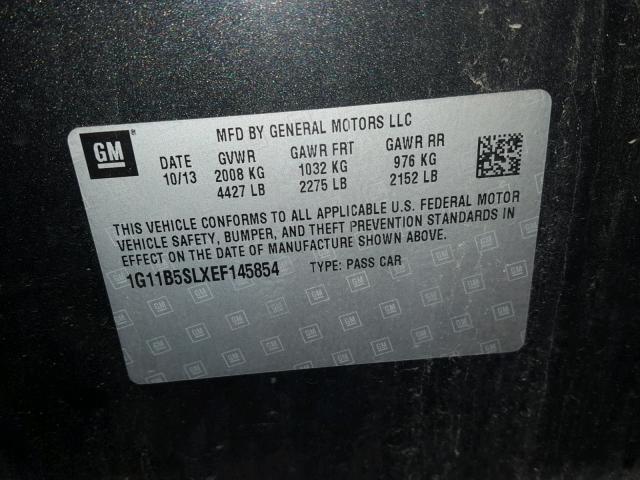 GM
®
MFD BY GENERAL MOTORS LLC
DATE GVWR GAWR FRT GAWR RR
10/13 2008 KG 1032 KG 976 KG
4427 LB 2275 LB 2152 LB
THIS VEHICLE CONFORMS TO ALL APPLICABLE U.S. FEDERAL MOTOR
VEHICLE SAFETY, BUMPER, AND THEFT PREVENTION STANDARDS IN
EFFECT ON THE DATE OF MANUFACTURE SHOWN ABOVE.
1G11B5SLXEF145854 TYPE: PASS CAR